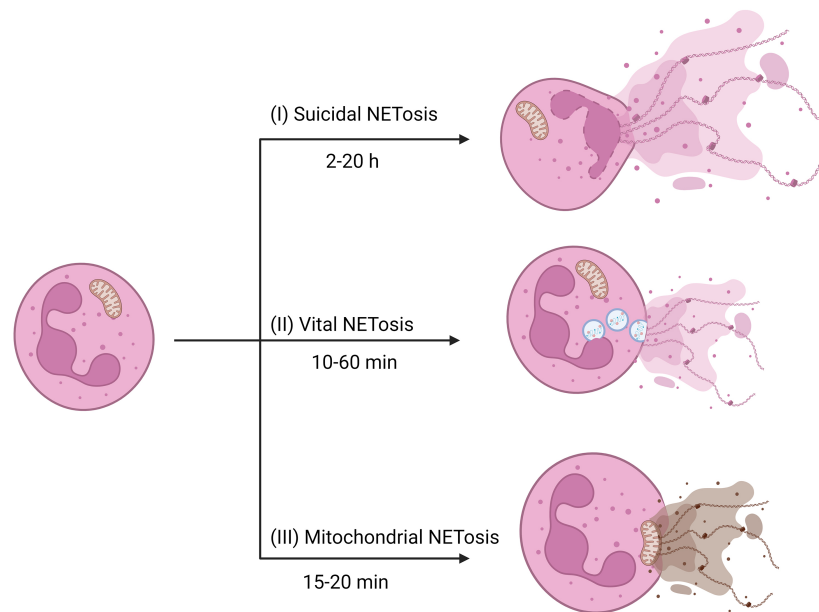 (I) Suicidal NETosis
2-20 h
(II) Vital NETosis
10-60 min
(III) Mitochondrial NETosis
15-20 min